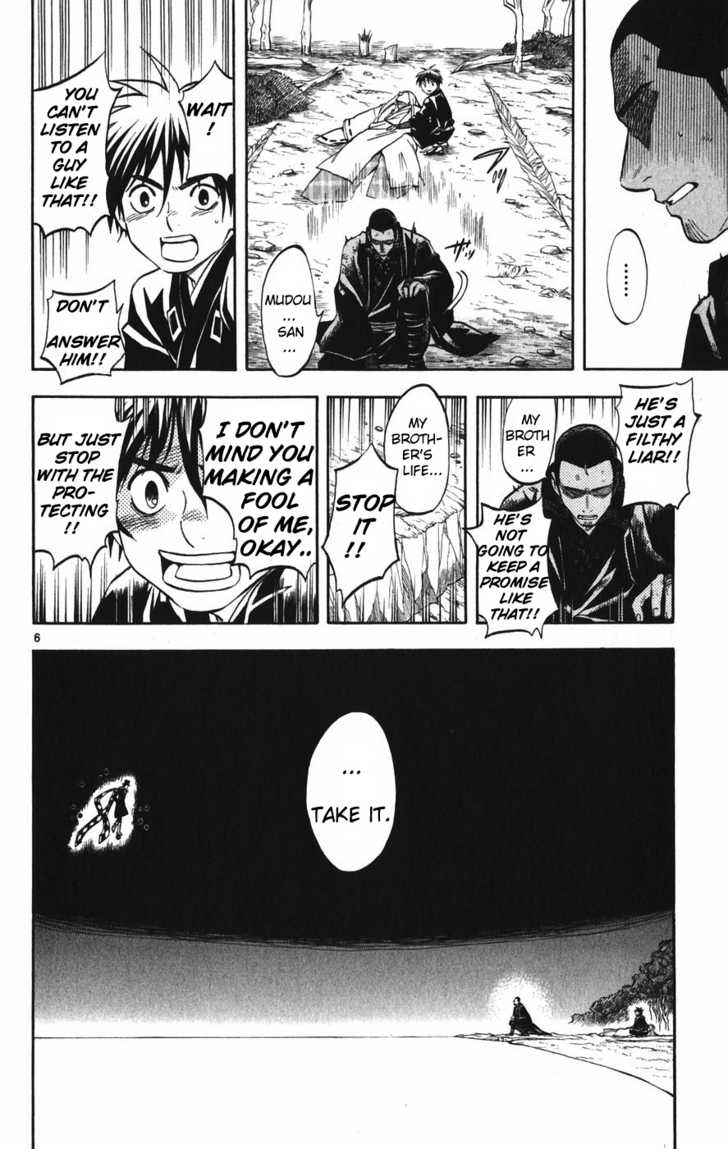 ......
MUDOU
...
SAN
...
WAIT
!
YOU
CAN'T
LISTEN
TO A
GUY
LIKE
THAT!!
DON'T
ANSWER
HIM!!
HE'S
JUST A
FILTHY
LIAR!!
MY
BROTH
ER
...
HE'S
NOT
GOING TO
KEEP A
PROMISE
LIKE
THAT!!
MY
BROTH-
ER'S
LIFE...
STOP
IT
!!
I DON'T
MIND YOU
MAKING A
FOOL
OF ME,
OKAY..
BUT JUST
STOP
WITH THE
PRO-
TECTING
!!
6
...
TAKE IT.